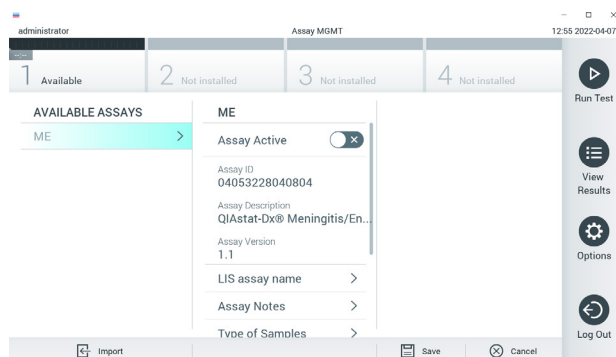 administrator Assay MGMT 12:55 2022-04-07
--:--
1 Available 2 Not installed 3 Not installed 4 Not installed
Run Test
AVAILABLE ASSAYS ME
ME Assay Active
Assay ID
04053228040804
View
Results
Assay Description
QIAstat-Dx® Meningitis/En...
Assay Version
1.1
Options
LIS assay name
Assay Notes
Type of Samples
Log Out
Import Save Cancel